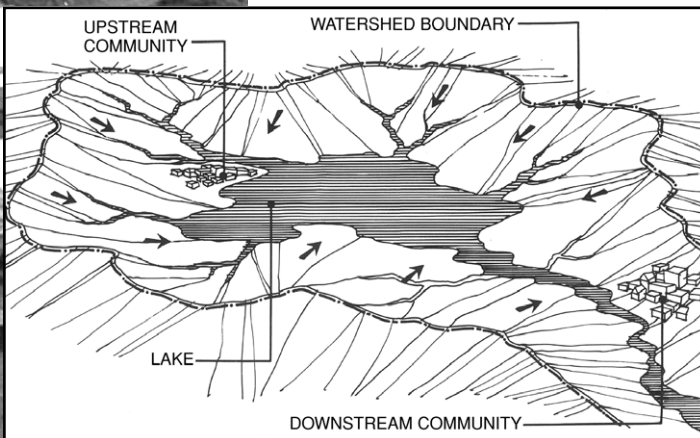 UPSTREAM
COMMUNITY
WATERSHED BOUNDARY
LAKE
DOWNSTREAM COMMUNITY